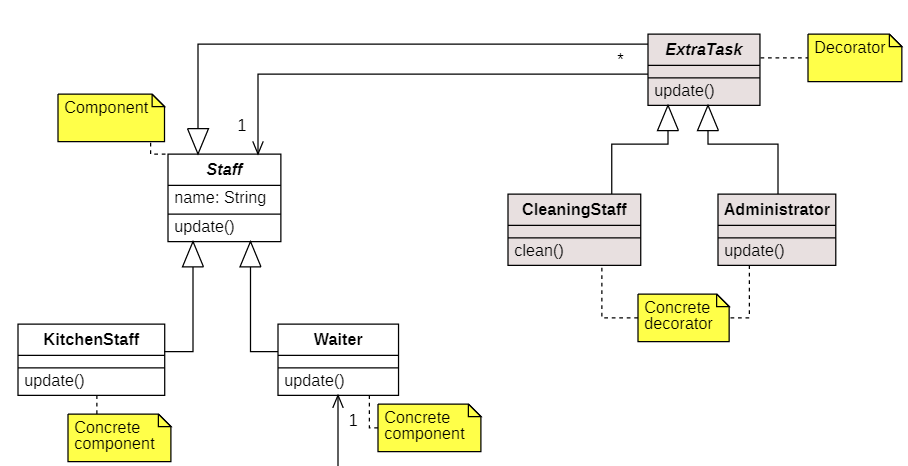 ExtraTask
update()
Decorator
*
1
Component
Staff
name: String
update()
CleaningStaff
clean()
Administrator
update()
Concrete
decorator
KitchenStaff
update()
Waiter
update()
1
Concrete
component
Concrete
component